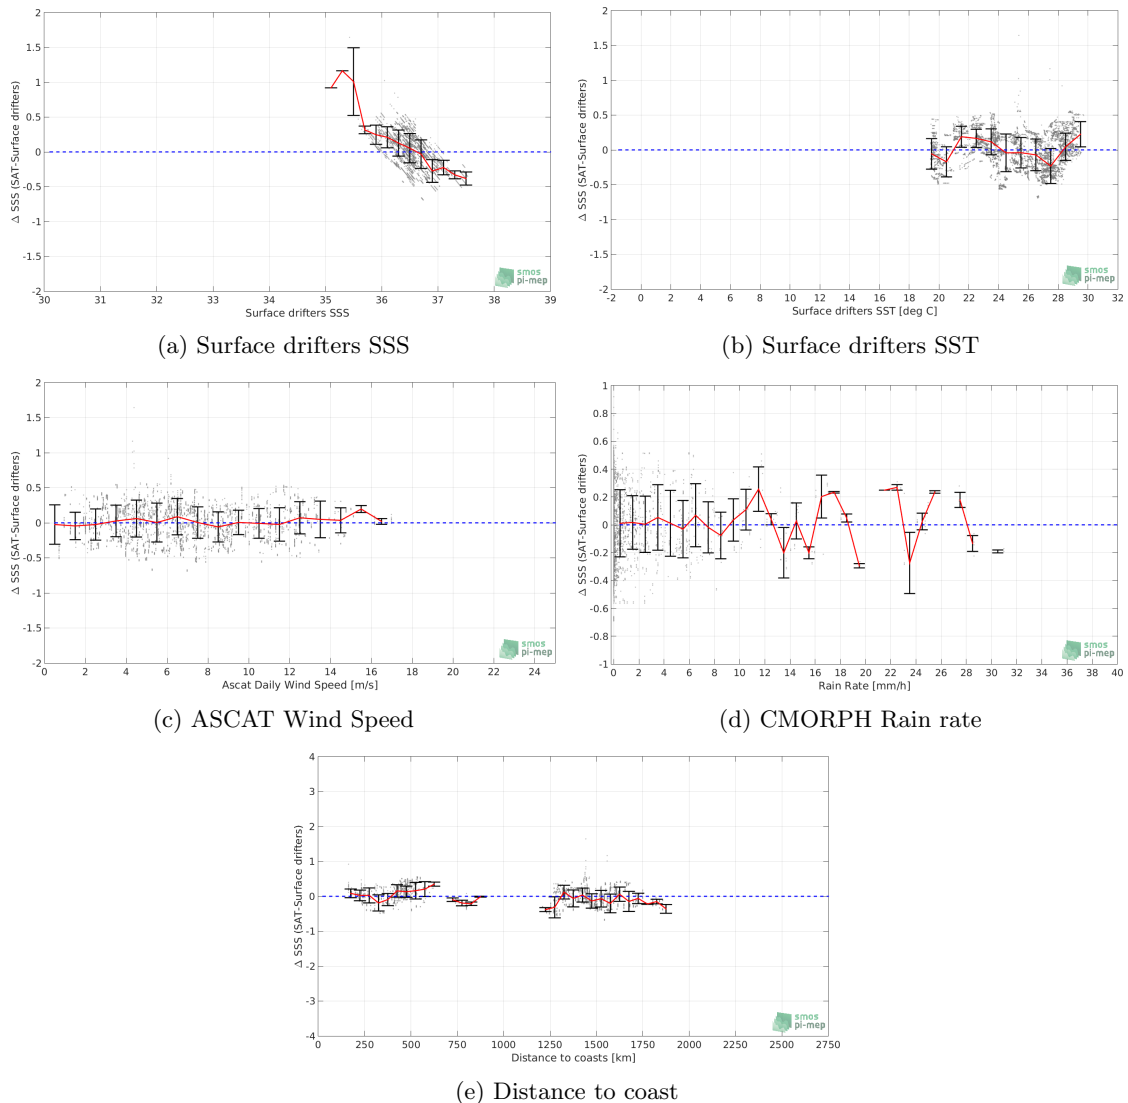 2
1.5
1
0.5
0
-0.5
-1
-1.5
-2
Δ SSS (SAT-Surface drifters)
30 31 32 33 34 35 36 37 38 39
Surface drifters SSS
smos
pi-mep
(a) Surface drifters SSS
2
1.5
1
0.5
0
-0.5
-1
-1.5
-2
Δ SSS (SAT-Surface drifters)
-2 0 2 4 6 8 10 12 14 16 18 20 22 24 26 28 30 32
Surface drifters SST [deg C]
smos
pi-mep
(b) Surface drifters SST
2
1.5
1
0.5
0
-0.5
-1
-1.5
-2
Δ SSS (SAT-Surface drifters)
0 2 4 6 8 10 12 14 16 18 20 22 24
Ascat Daily Wind Speed [m/s]
smos
pi-mep
(c) ASCAT Wind Speed
1
0.8
0.6
0.4
0.2
0
-0.2
-0.4
-0.6
-0.8
-1
Δ SSS (SAT-Surface drifters)
0 2 4 6 8 10 12 14 16 18 20 22 24 26 28 30 32 34 36 38 40
Rain Rate [mm/h]
smos
pi-mep
(d) CMORPH Rain rate
4
3
2
1
0
-1
-2
-3
-4
Δ SSS (SAT-Surface drifters)
0 250 500 750 1000 1250 1500 1750 2000 2250 2500 2750
Distance to coasts [km]
smos
pi-mep
(e) Distance to coast